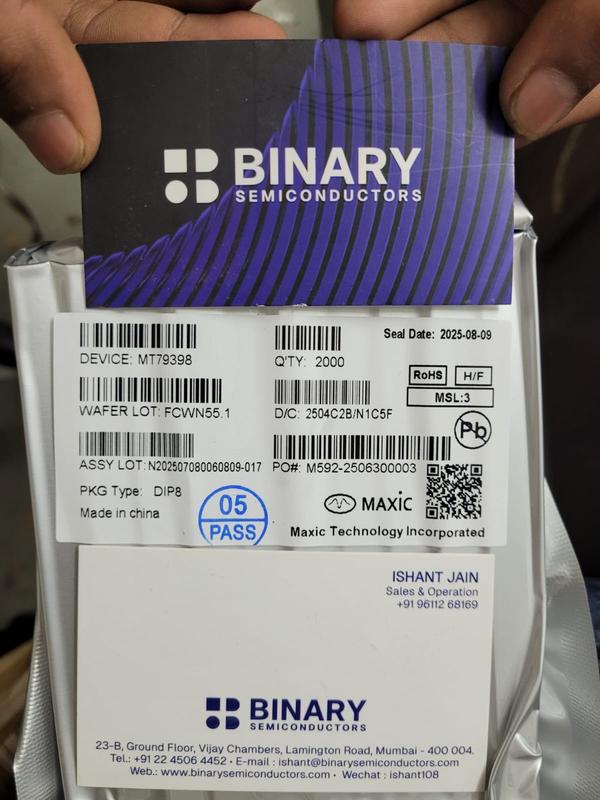 BINARY
SEMICONDUCTORS
Seal Date: 2025-08-09
DEVICE: MT79398
Q'TY: 2000
RoHS H/F
MSL:3
WAFER LOT: FCWN55.1
D/C: 2504C2B/N1C5F
Pb
ASSY LOT: N202507080060809-017
PO#: M592-2506300003
PKG Type: DIP8
Made in china
05
PASS
MAXIC
Maxic Technology Incorporated
ISHANT JAIN
Sales & Operation
+91 96112 68169
BINARY
SEMICONDUCTORS
23-B, Ground Floor, Vijay Chambers, Lamington Road, Mumbai - 400 004.
Tel.: +91 22 4506 4452 • E-mail : ishant@binarysemiconductors.com
Web.: www.binarysemiconductors.com • Wechat : ishant108